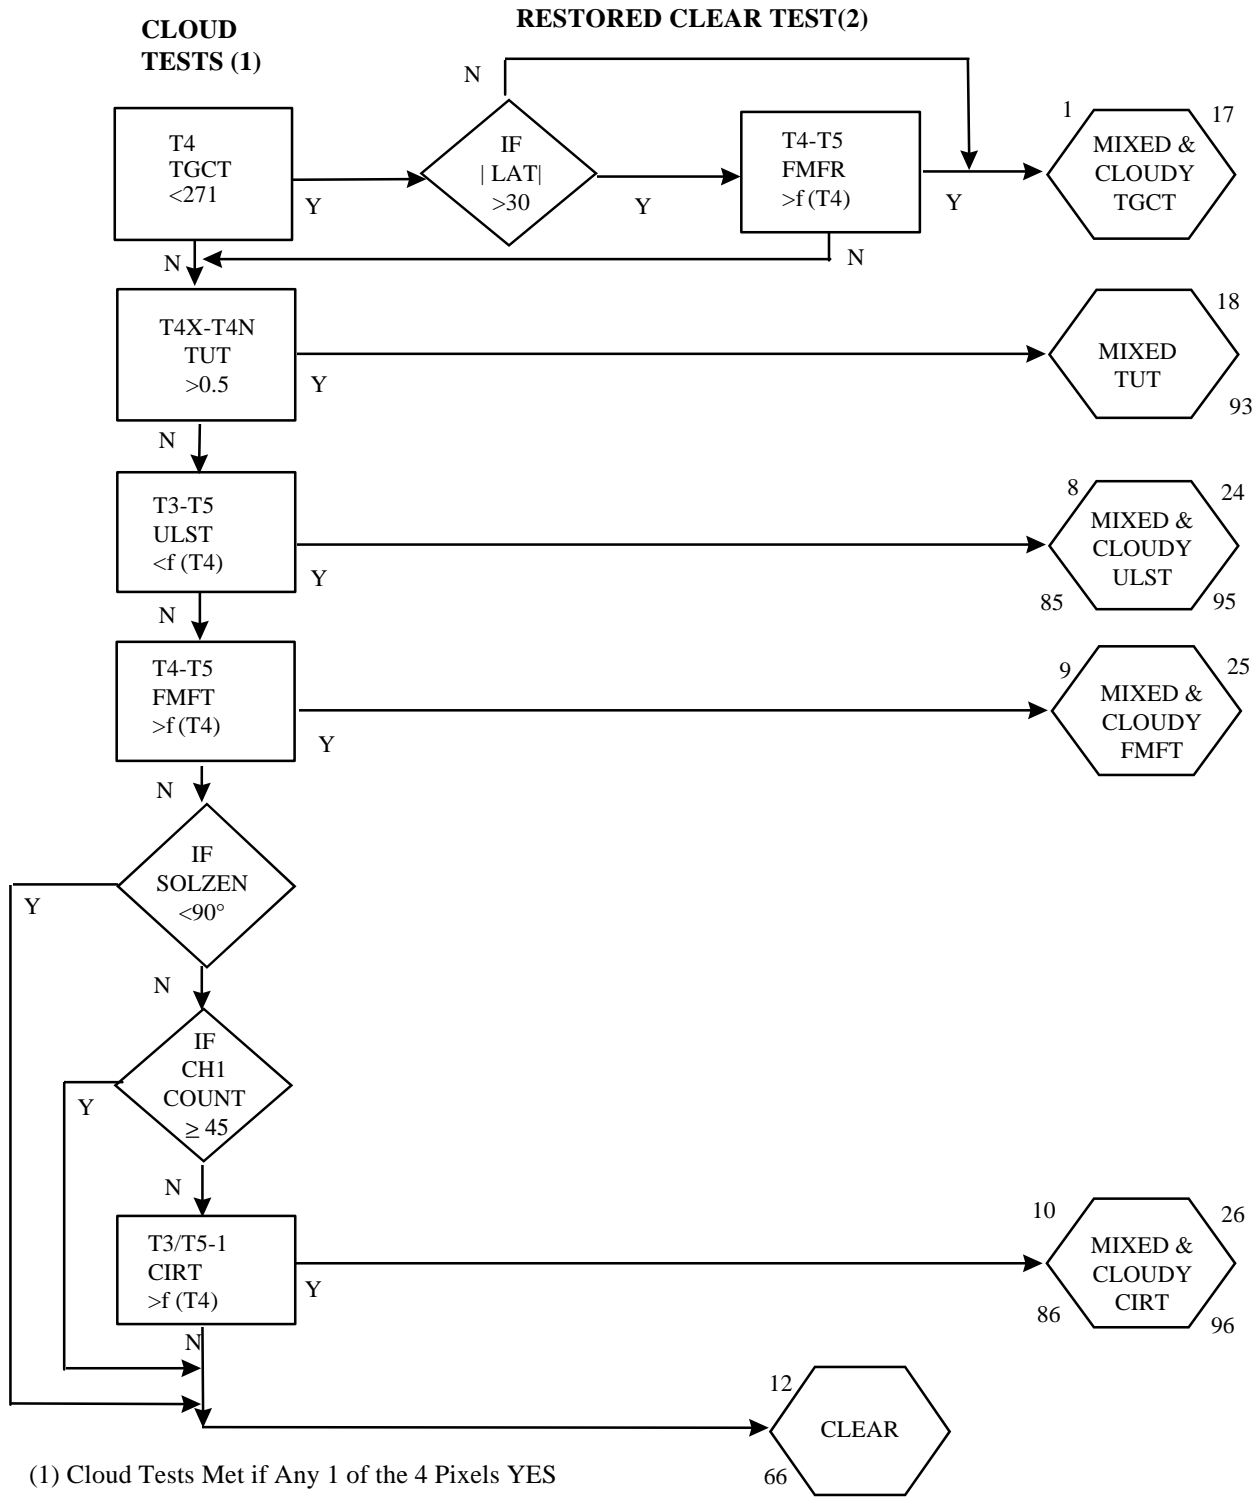 CLOUD
TESTS (1)
RESTORED CLEAR TEST(2)
T4
TGCT
<271
Y
N
IF
| LAT|
>30
N
Y
T4-T5
FMFR
>f (T4)
Y
N
1
17
MIXED &
CLOUDY
TGCT
T4X-T4N
TUT
>0.5
Y
N
18
MIXED
TUT
93
T3-T5
ULST
<f (T4)
Y
N
8
24
MIXED &
CLOUDY
ULST
85
95
T4-T5
FMFT
>f (T4)
Y
N
9
25
MIXED &
CLOUDY
FMFT
IF
SOLZEN
<90°
Y
N
IF
CH1
COUNT
≥ 45
Y
N
T3/T5-1
CIRT
>f (T4)
Y
N
10
26
MIXED &
CLOUDY
CIRT
86
96
12
CLEAR
66
(1) Cloud Tests Met if Any 1 of the 4 Pixels YES